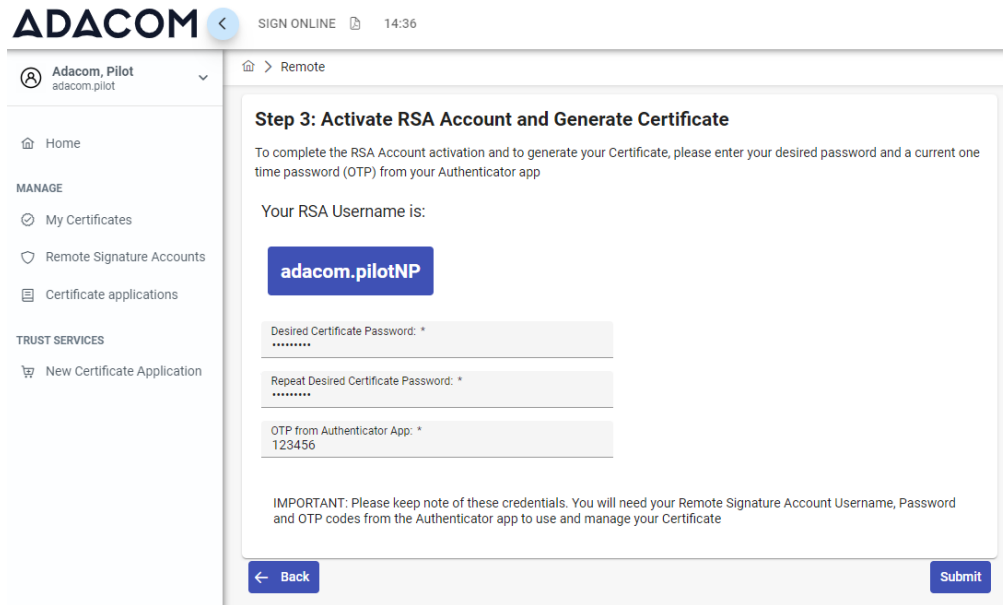 ADACOM
SIGN ONLINE 14:36
Adacom, Pilot
adacom.pilot
Home
MANAGE
My Certificates
Remote Signature Accounts
Certificate applications
TRUST SERVICES
New Certificate Application
Remote
Step 3: Activate RSA Account and Generate Certificate
To complete the RSA Account activation and to generate your Certificate, please enter your desired password and a current one
time password (OTP) from your Authenticator app
Your RSA Username is:
adacom.pilotNP
Desired Certificate Password: *
•••••••••
Repeat Desired Certificate Password: *
•••••••••
OTP from Authenticator App: *
123456
IMPORTANT: Please keep note of these credentials. You will need your Remote Signature Account Username, Password
and OTP codes from the Authenticator app to use and manage your Certificate
Back
Submit